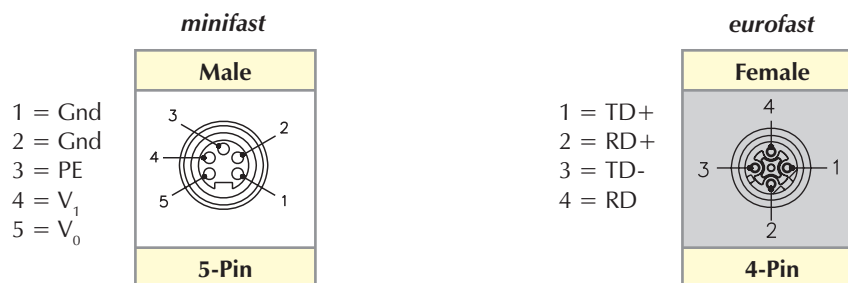 minifast
Male
1 = Gnd
2 = Gnd
3 = PE
4 = V₁
5 = V₀
3
2
4
5
1
5-Pin
eurofast
Female
1 = TD+
2 = RD+
3 = TD-
4 = RD
4
3
1
2
4-Pin